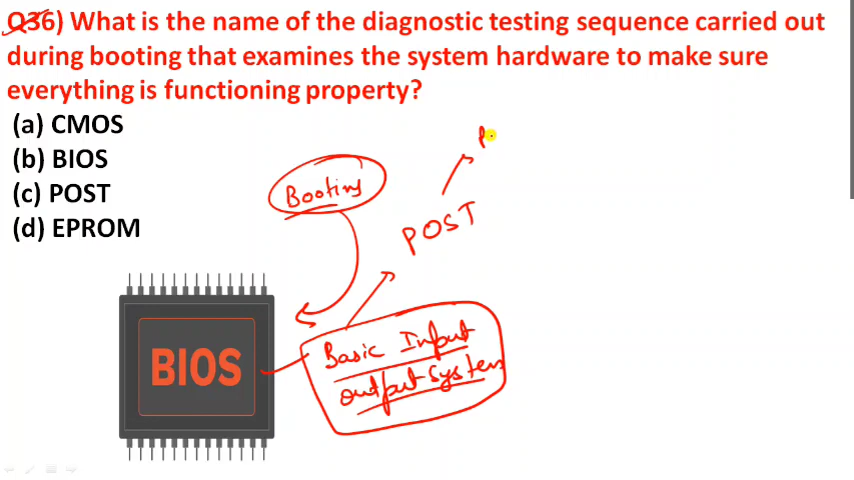 Q36) What is the name of the diagnostic testing sequence carried out
during booting that examines the system hardware to make sure
everything is functioning property?
(a) CMOS
(b) BIOS
(c) POST
(d) EPROM
P
Booting
POST
BIOS
Basic Input
output System